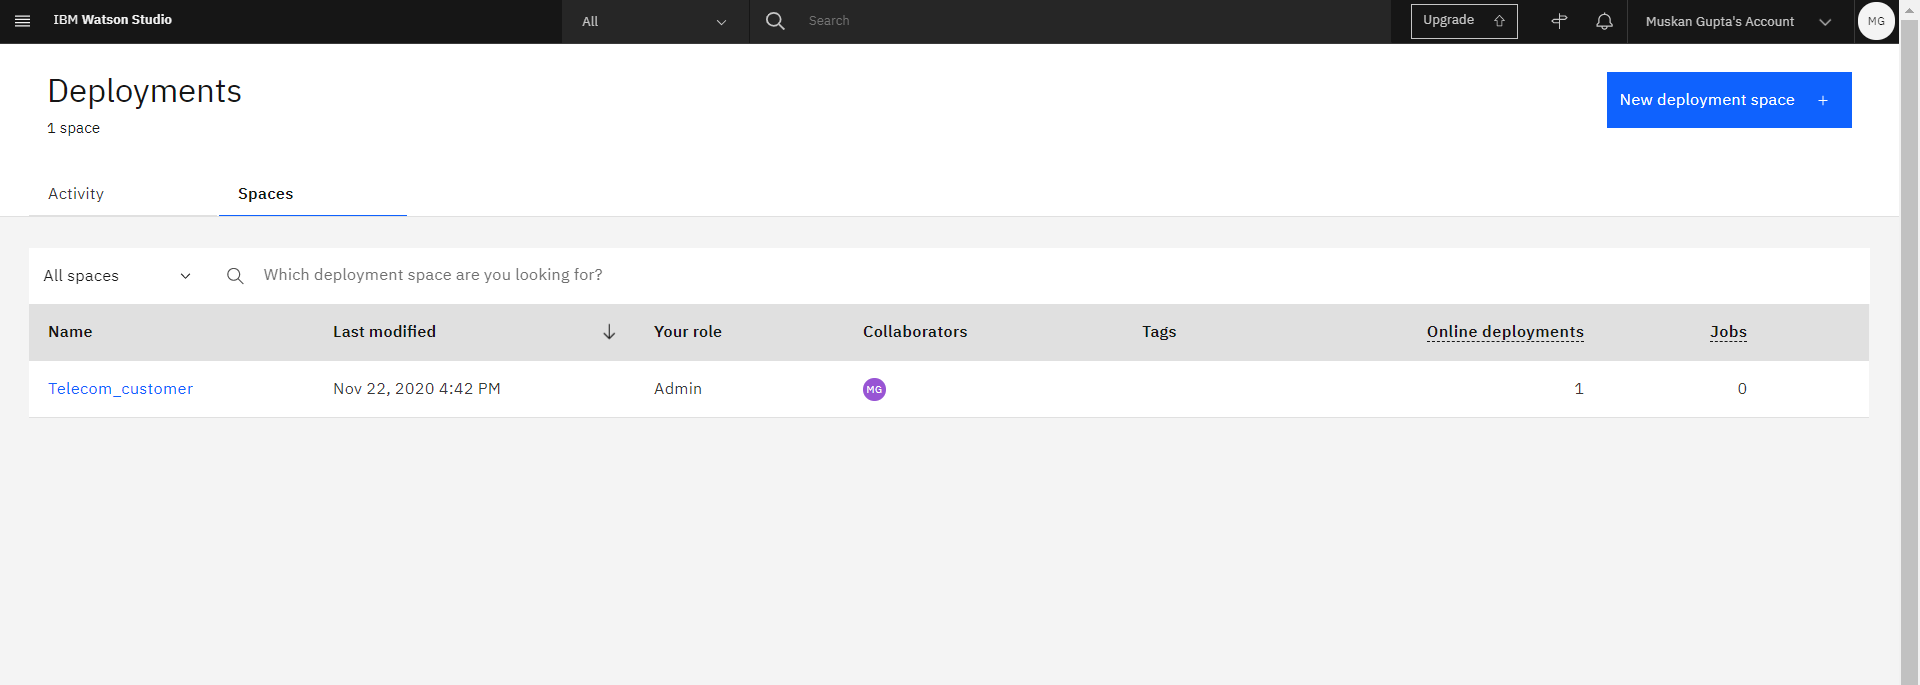 IBM Watson Studio
All
Search
Upgrade
Muskan Gupta's Account
MG
Deployments
1 space
New deployment space +
Activity
Spaces
All spaces
Which deployment space are you looking for?
Name Last modified Your role Collaborators Tags Online deployments Jobs
Telecom_customer Nov 22, 2020 4:42 PM Admin MG 1 0